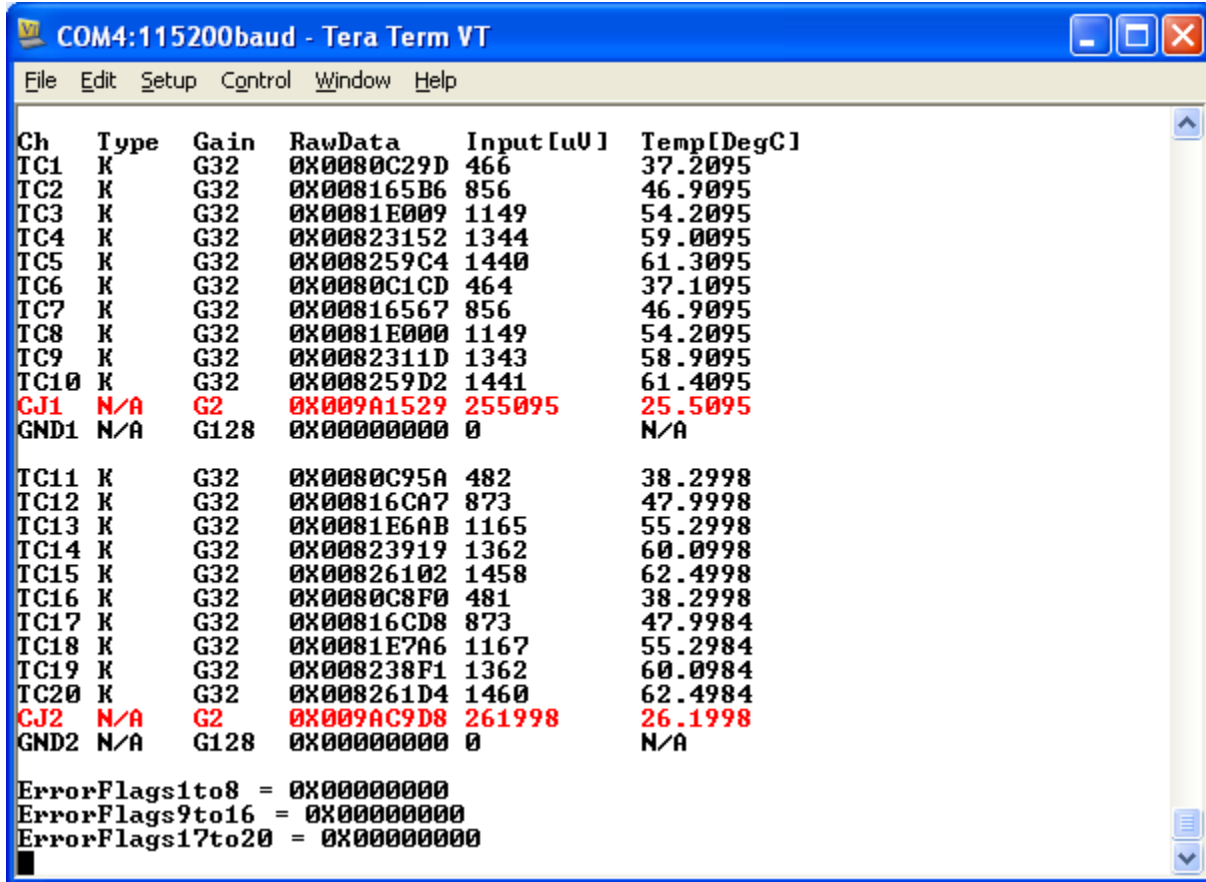 COM4:115200baud - Tera Term VT
File Edit Setup Control Window Help
Ch Type Gain RawData Input[uV] Temp[DegC]
TC1 K G32 0X0080C29D 466 37.2095
TC2 K G32 0X008165B6 856 46.9095
TC3 K G32 0X0081E009 1149 54.2095
TC4 K G32 0X00823152 1344 59.0095
TC5 K G32 0X008259C4 1440 61.3095
TC6 K G32 0X0080C1CD 464 37.1095
TC7 K G32 0X00816567 856 46.9095
TC8 K G32 0X0081E000 1149 54.2095
TC9 K G32 0X0082311D 1343 58.9095
TC10 K G32 0X008259D2 1441 61.4095
CJ1 N/A G2 0X009A1529 255095 25.5095
GND1 N/A G128 0X00000000 0 N/A
TC11 K G32 0X0080C95A 482 38.2998
TC12 K G32 0X00816CA7 873 47.9998
TC13 K G32 0X0081E6AB 1165 55.2998
TC14 K G32 0X00823919 1362 60.0998
TC15 K G32 0X00826102 1458 62.4998
TC16 K G32 0X0080C8F0 481 38.2998
TC17 K G32 0X00816CD8 873 47.9984
TC18 K G32 0X0081E7A6 1167 55.2984
TC19 K G32 0X008238F1 1362 60.0984
TC20 K G32 0X008261D4 1460 62.4984
CJ2 N/A G2 0X009AC9D8 261998 26.1998
GND2 N/A G128 0X00000000 0 N/A
ErrorFlags1to8 = 0X00000000
ErrorFlags9to16 = 0X00000000
ErrorFlags17to20 = 0X00000000